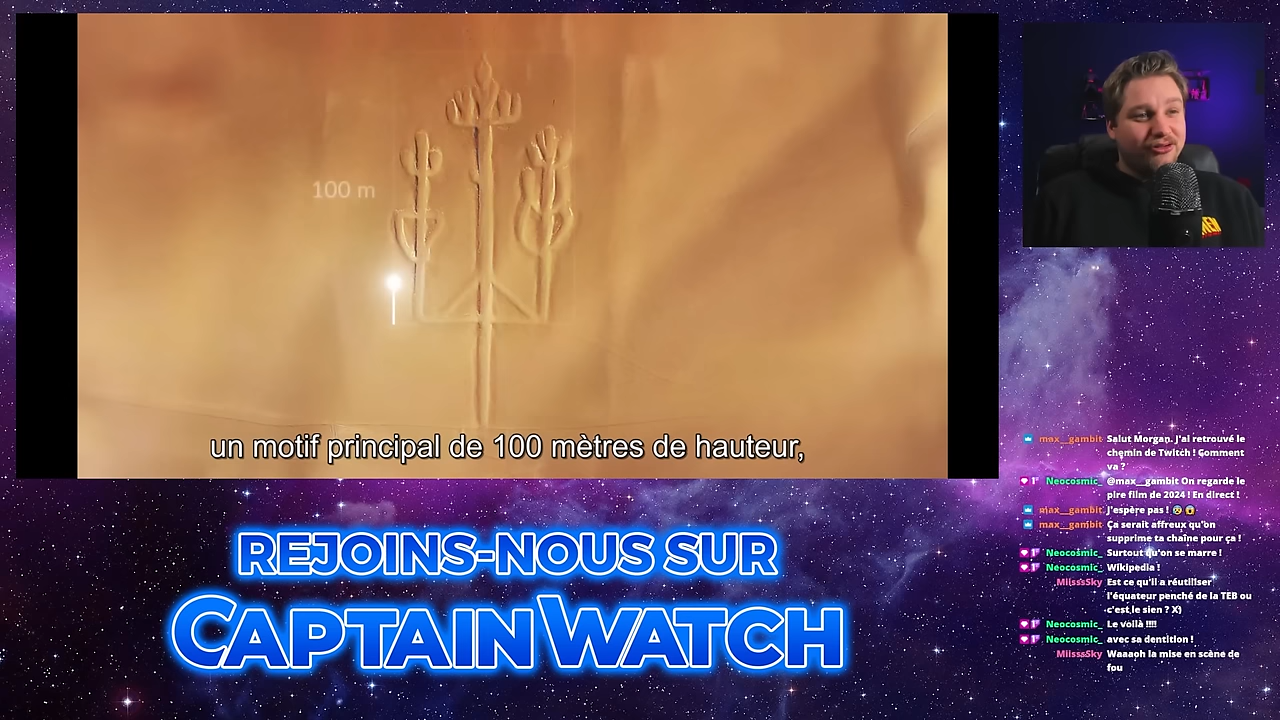 100 m
un motif principal de 100 mètres de hauteur,
REJOINS-NOUS SUR
CAPTAINWATCH
max__gambit Salut Morgan. J'ai retrouvé le
chemin de Twitch ! Comment
va ?
Neocosmic_ @max__gambit On regarde le
pire film de 2024 ! En direct !
max__gambit J'espère pas ! 😨😱
max__gambit Ça serait affreux qu'on
supprime ta chaîne pour ça !
Neocosmic_ Surtout qu'on se marre !
Neocosmic_ Wikipedia !
MilsssSky Est ce qu'il a réutiliser
l'équateur penché de la TEB ou
c'est le sien ? X)
Neocosmic_ Le voilà !!!!
Neocosmic_ avec sa dentition !
MilsssSky Waaaoh la mise en scène de
fou